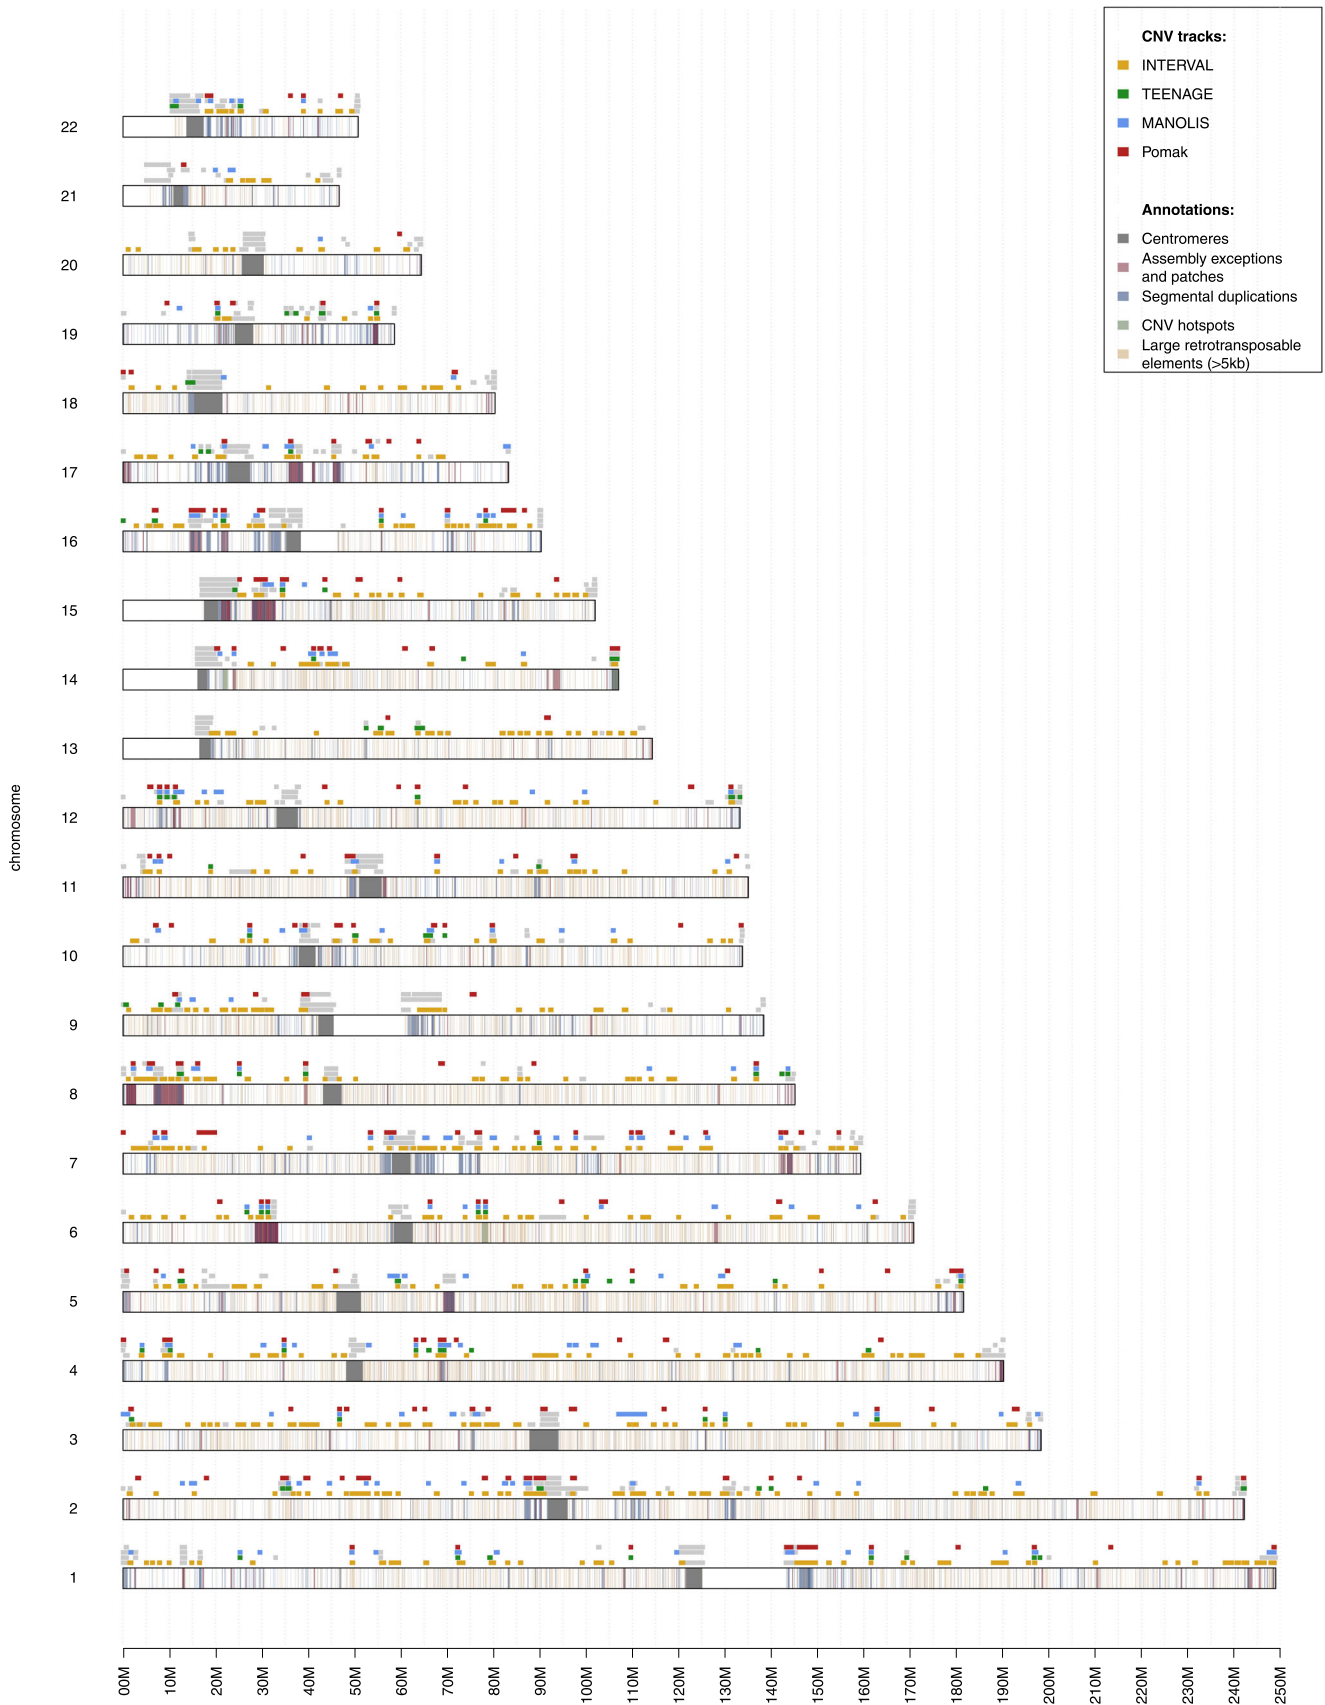 CNV tracks:
INTERVAL
TEENAGE
MANOLIS
Pomak
Annotations:
Centromeres
Assembly exceptions
and patches
Segmental duplications
CNV hotspots
Large retrotransposable
elements (>5kb)
22
21
20
19
18
17
16
15
14
13
12
11
10
9
8
7
6
5
4
3
2
1
chromosome
00M
10M
20M
30M
40M
50M
60M
70M
80M
90M
100M
110M
120M
130M
140M
150M
160M
170M
180M
190M
200M
210M
220M
230M
240M
250M